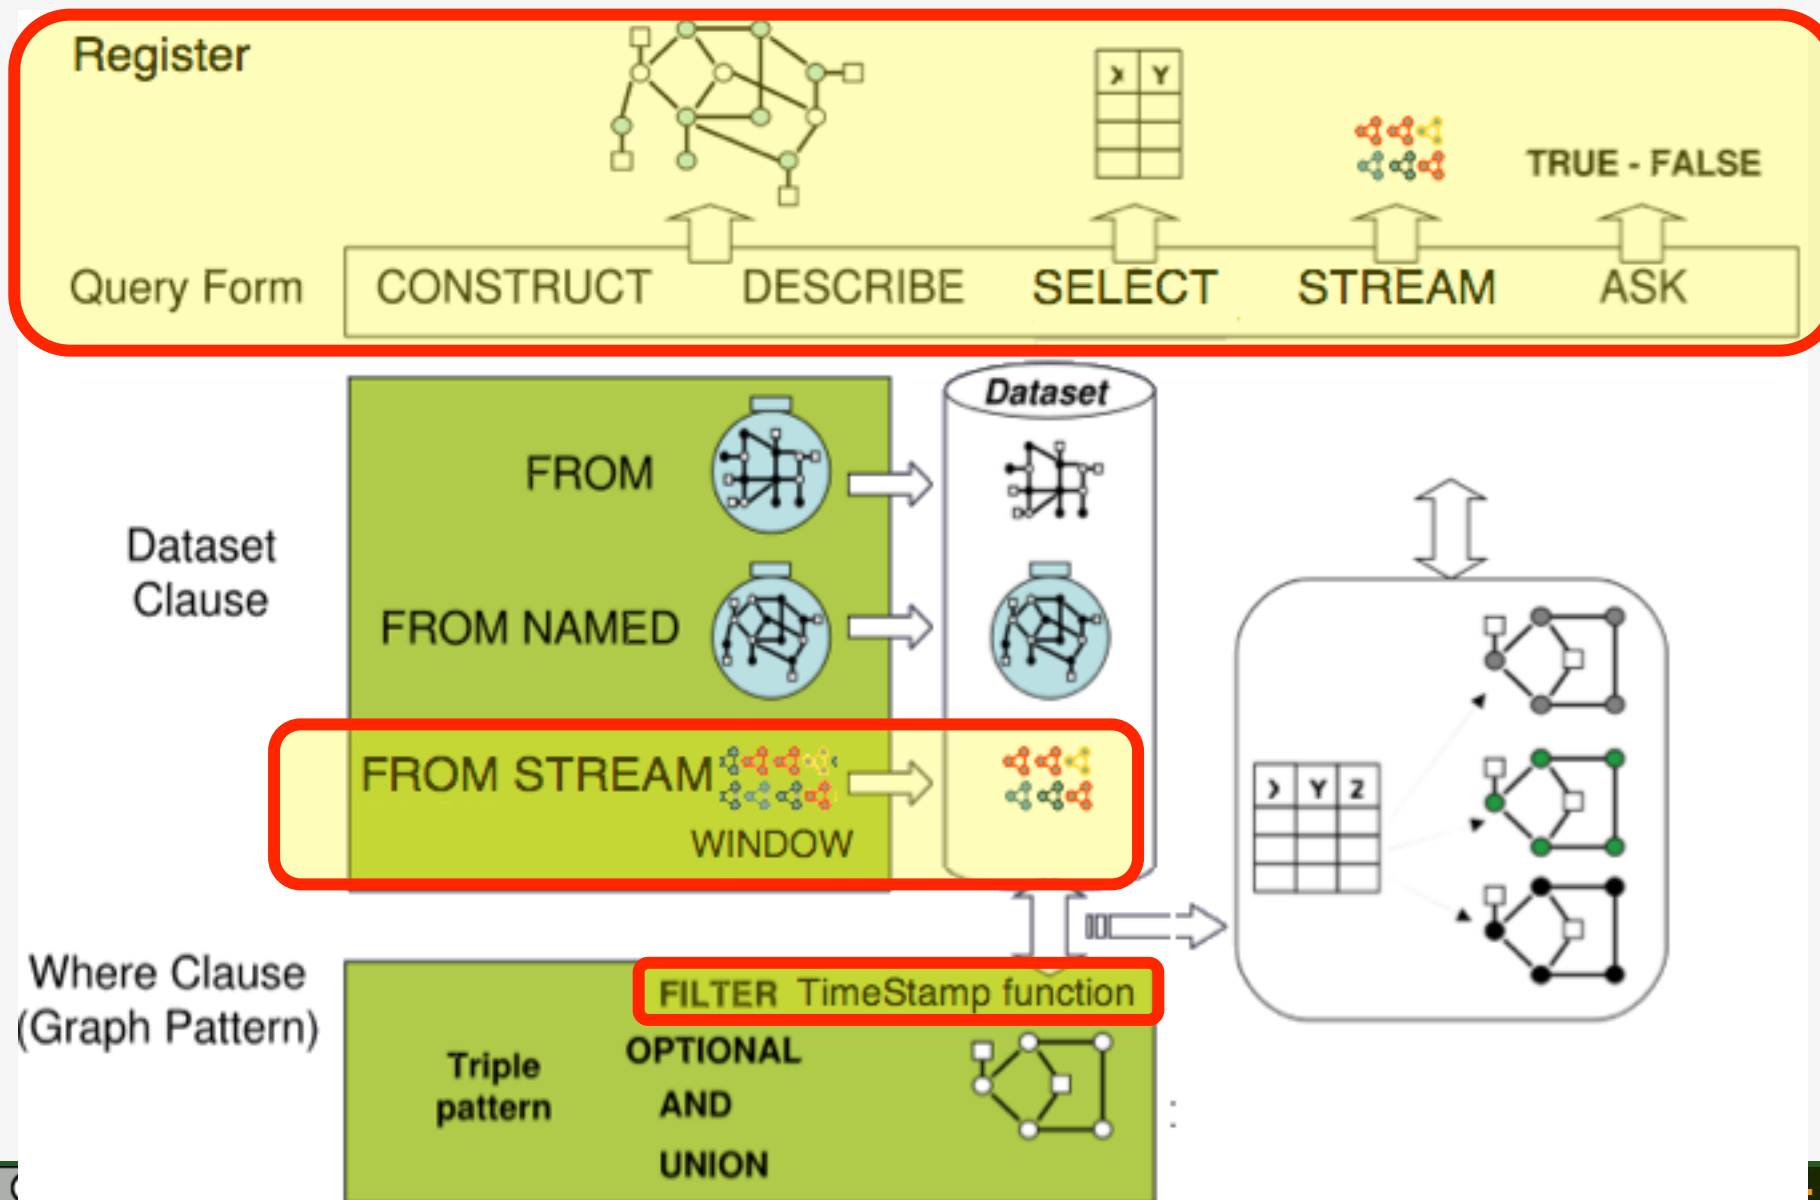 Register
X Y
TRUE - FALSE
Query Form
CONSTRUCT DESCRIBE SELECT STREAM ASK
Dataset
FROM
Dataset
Clause
FROM NAMED
FROM STREAM
WINDOW
X Y Z
Where Clause
(Graph Pattern)
FILTER TimeStamp function
OPTIONAL
Triple
pattern
AND
:
UNION